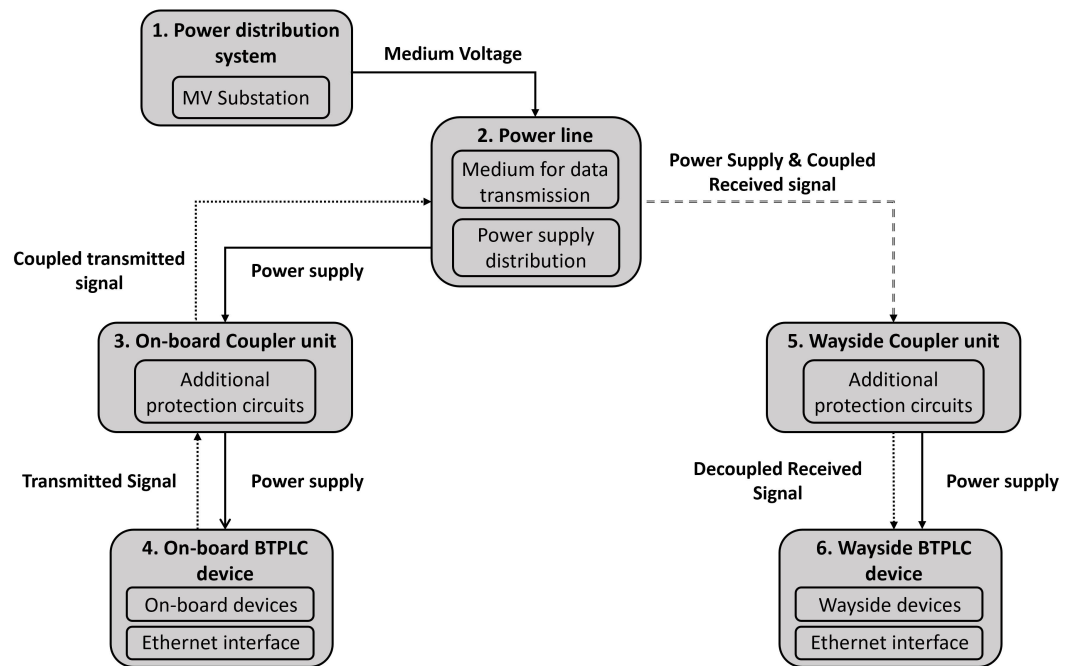 1. Power distribution
system
MV Substation
Medium Voltage
2. Power line
Medium for data
transmission
Power supply
distribution
Power Supply & Coupled
Received signal
Coupled transmitted
signal
Power supply
3. On-board Coupler unit
Additional
protection circuits
5. Wayside Coupler unit
Additional
protection circuits
Transmitted Signal
Power supply
Decoupled Received
Signal
Power supply
4. On-board BTPLC
device
On-board devices
Ethernet interface
6. Wayside BTPLC
device
Wayside devices
Ethernet interface